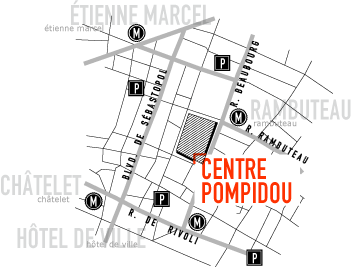 ÉTIENNE MARCEL
étienne marcel
M
P
R. BEAUBOURG
P
BLVD. DE SÉBASTOPOL
RAMBUTEAU
rambuteau
M
R. RAMBUTEAU
CENTRE
POMPIDOU
CHÂTELET
châtelet
M
P
R. DE RIVOLI
M
HÔTEL DE VILLE
hôtel de ville
P